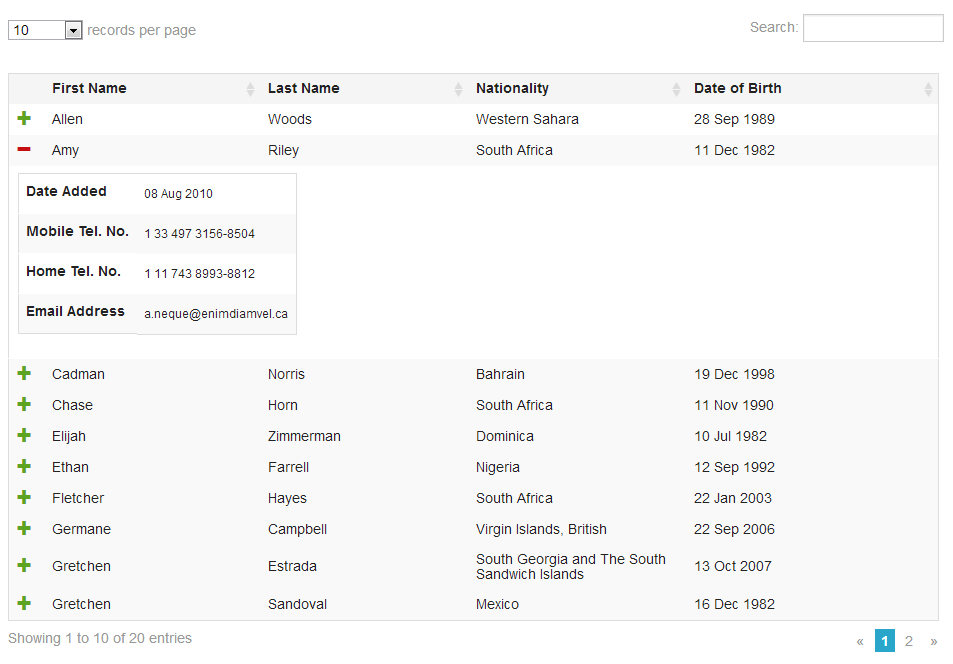 10 records per page Search:
First Name Last Name Nationality Date of Birth
Allen Woods Western Sahara 28 Sep 1989
Amy Riley South Africa 11 Dec 1982
Date Added 08 Aug 2010
Mobile Tel. No. 1 33 497 3156-8504
Home Tel. No. 1 11 743 8993-8812
Email Address a.neque@enimdiamvel.ca
Cadman Norris Bahrain 19 Dec 1998
Chase Horn South Africa 11 Nov 1990
Elijah Zimmerman Dominica 10 Jul 1982
Ethan Farrell Nigeria 12 Sep 1992
Fletcher Hayes South Africa 22 Jan 2003
Germane Campbell Virgin Islands, British 22 Sep 2006
Gretchen Estrada South Georgia and The South
Sandwich Islands 13 Oct 2007
Gretchen Sandoval Mexico 16 Dec 1982
Showing 1 to 10 of 20 entries « 1 2 »